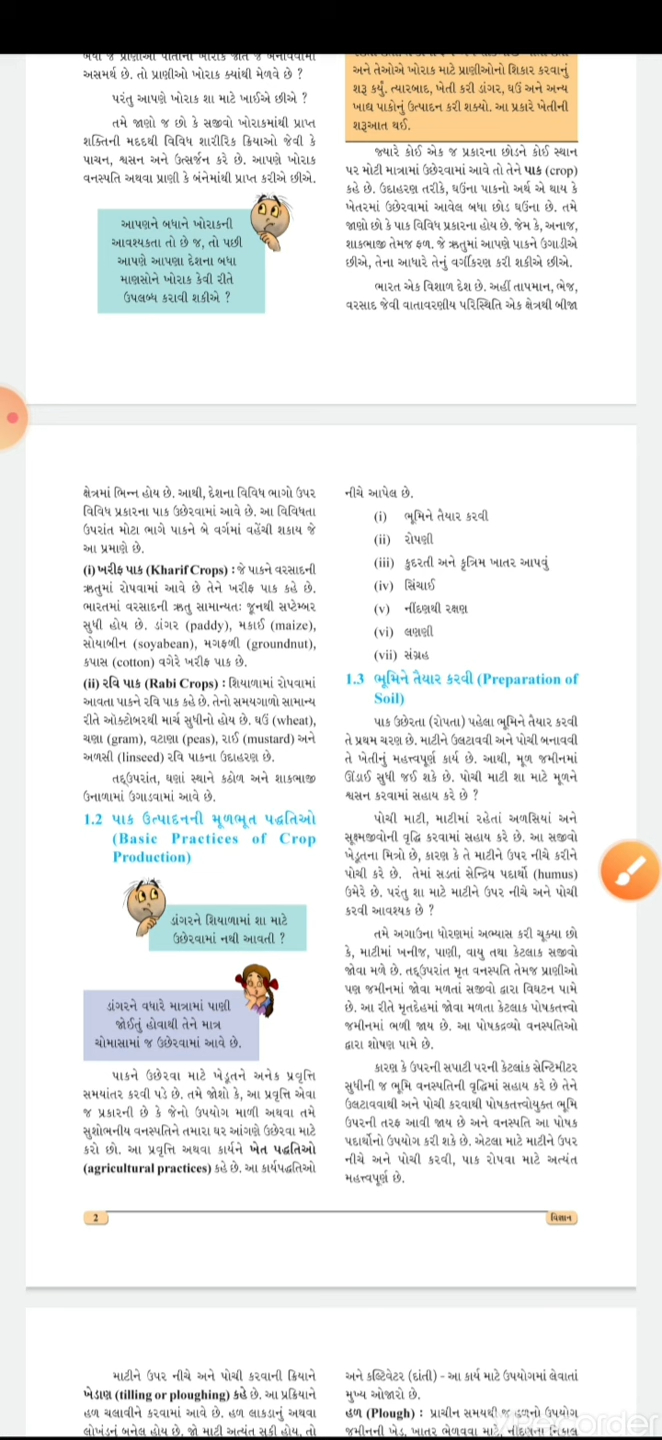 અસમર્થ છે. તો પ્રાણીઓ ખોરાક ક્યાંથી મેળવે છે ?
પરંતુ આપણે ખોરાક શા માટે ખાઈએ છીએ ?
તમે જાણો જ છો કે સજીવો ખોરાકમાંથી પ્રાપ્ત
શક્તિની મદદથી વિવિધ શારીરિક ક્રિયાઓ જેવી કે
પાચન, શ્વસન અને ઉત્સર્જન કરે છે. આપણે ખોરાક
વનસ્પતિ અથવા પ્રાણી કે બંનેમાંથી પ્રાપ્ત કરીએ છીએ.
આપણને બધાને ખોરાકની
આવશ્યકતા તો છે જ, તો પછી
આપણે આપણા દેશના બધા
માણસોને ખોરાક કેવી રીતે
ઉપલબ્ધ કરાવી શકીએ ?
અને તેઓએ ખોરાક માટે પ્રાણીઓનો શિકાર કરવાનું
શરૂ કર્યું. ત્યારબાદ, ખેતી કરી ડાંગર, ઘઉં અને અન્ય
ખાદ્ય પાકોનું ઉત્પાદન કરી શક્યો. આ પ્રકારે ખેતીની
શરૂઆત થઈ.
જ્યારે કોઈ એક જ પ્રકારના છોડને કોઈ સ્થાન
પર મોટી માત્રામાં ઉછેરવામાં આવે તો તેને પાક (crop)
કહે છે. ઉદાહરણ તરીકે, ઘઉંના પાકનો અર્થ એ થાય કે
ખેતરમાં ઉછેરવામાં આવેલ બધા છોડ ઘઉંના છે. તમે
જાણો છો કે પાક વિવિધ પ્રકારના હોય છે. જેમ કે, અનાજ,
શાકભાજી તેમજ ફળ. જે ઋતુમાં આપણે પાકને ઉગાડીએ
છીએ, તેના આધારે તેનું વર્ગીકરણ કરી શકીએ છીએ.
ભારત એક વિશાળ દેશ છે. અહીં તાપમાન, ભેજ,
વરસાદ જેવી વાતાવરણીય પરિસ્થિતિ એક ક્ષેત્રથી બીજા
ક્ષેત્રમાં ભિન્ન હોય છે. આથી, દેશના વિવિધ ભાગો ઉપર
વિવિધ પ્રકારના પાક ઉછેરવામાં આવે છે. આ વિવિધતા
ઉપરાંત મોટા ભાગે પાકને બે વર્ગમાં વહેંચી શકાય જે
આ પ્રમાણે છે.
(i) ખરીફ પાક (Kharif Crops) : જે પાકને વરસાદની
ઋતુમાં રોપવામાં આવે છે તેને ખરીફ પાક કહે છે.
ભારતમાં વરસાદની ઋતુ સામાન્યતઃ જૂનથી સપ્ટેમ્બર
સુધી હોય છે. ડાંગર (paddy), મકાઈ (maize),
સોયાબીન (soyabean), મગફળી (groundnut),
કપાસ (cotton) વગેરે ખરીફ પાક છે.
(ii) રવિ પાક (Rabi Crops) : શિયાળામાં રોપવામાં
આવતા પાકને રવિ પાક કહે છે. તેનો સમયગાળો સામાન્ય
રીતે ઓક્ટોબરથી માર્ચ સુધીનો હોય છે. ઘઉં (wheat),
ચણા (gram), વટાણા (peas), રાઈ (mustard) અને
અળસી (linseed) રવિ પાકના ઉદાહરણ છે.
તદ્ઉપરાંત, ઘણાં સ્થાને કઠોળ અને શાકભાજી
ઉનાળામાં ઉગાડવામાં આવે છે.
1.2 પાક ઉત્પાદનની મૂળભૂત પદ્ધતિઓ
(Basic Practices of Crop
Production)
ડાંગરને શિયાળામાં શા માટે
ઉછેરવામાં નથી આવતી ?
ડાંગરને વધારે માત્રામાં પાણી
જોઈતું હોવાથી તેને માત્ર
ચોમાસામાં જ ઉછેરવામાં આવે છે.
પાકને ઉછેરવા માટે ખેડૂતને અનેક પ્રવૃત્તિ
સમયાંતર કરવી પડે છે. તમે જોશો કે, આ પ્રવૃત્તિ એવા
જ પ્રકારની છે કે જેનો ઉપયોગ માળી અથવા તમે
સુશોભનીય વનસ્પતિને તમારા ઘર આંગણે ઉછેરવા માટે
કરો છો. આ પ્રવૃત્તિ અથવા કાર્યને ખેત પદ્ધતિઓ
(agricultural practices) કહે છે. આ કાર્યપદ્ધતિઓ
નીચે આપેલ છે.
(i) ભૂમિને તૈયાર કરવી
(ii) રોપણી
(iii) કુદરતી અને કૃત્રિમ ખાતર આપવું
(iv) સિંચાઈ
(v) નીંદણથી રક્ષણ
(vi) લણણી
(vii) સંગ્રહ
1.3 ભૂમિને તૈયાર કરવી (Preparation of
Soil)
પાક ઉછેરતા (રોપતા) પહેલા ભૂમિને તૈયાર કરવી
તે પ્રથમ ચરણ છે. માટીને ઉલટાવવી અને પોચી બનાવવી
તે ખેતીનું મહત્ત્વપૂર્ણ કાર્ય છે. આથી, મૂળ જમીનમાં
ઊંડાઈ સુધી જઈ શકે છે. પોચી માટી શા માટે મૂળને
શ્વસન કરવામાં સહાય કરે છે ?
પોચી માટી, માટીમાં રહેતાં અળસિયાં અને
સૂક્ષ્મજીવોની વૃદ્ધિ કરવામાં સહાય કરે છે. આ સજીવો
ખેડૂતના મિત્રો છે, કારણ કે તે માટીને ઉપર નીચે કરીને
પોચી કરે છે. તેમાં સડતાં સેન્દ્રિય પદાર્થો (humus)
ઉમેરે છે. પરંતુ શા માટે માટીને ઉપર નીચે અને પોચી
કરવી આવશ્યક છે ?
તમે અગાઉના ધોરણમાં અભ્યાસ કરી ચૂક્યા છો
કે, માટીમાં ખનીજ, પાણી, વાયુ તથા કેટલાક સજીવો
જોવા મળે છે. તદ્ઉપરાંત મૃત વનસ્પતિ તેમજ પ્રાણીઓ
પણ જમીનમાં જોવા મળતાં સજીવો દ્વારા વિઘટન પામે
છે. આ રીતે મૃતદેહમાં જોવા મળતા કેટલાક પોષકતત્ત્વો
જમીનમાં ભળી જાય છે. આ પોષકદ્રવ્યો વનસ્પતિઓ
દ્વારા શોષણ પામે છે.
કારણ કે ઉપરની સપાટી પરની કેટલાંક સેન્ટિમીટર
સુધીની જ ભૂમિ વનસ્પતિની વૃદ્ધિમાં સહાય કરે છે તેને
ઉલટાવવાથી અને પોચી કરવાથી પોષકતત્ત્વોયુક્ત ભૂમિ
ઉપરની તરફ આવી જાય છે અને વનસ્પતિ આ પોષક
પદાર્થોનો ઉપયોગ કરી શકે છે. એટલા માટે માટીને ઉપર
નીચે અને પોચી કરવી, પાક રોપવા માટે અત્યંત
મહત્ત્વપૂર્ણ છે.
2
વિજ્ઞાન
માટીને ઉપર નીચે અને પોચી કરવાની ક્રિયાને
ખેડાણ (tilling or ploughing) કહે છે. આ પ્રક્રિયાને
હળ ચલાવીને કરવામાં આવે છે. હળ લાકડાનું અથવા
લોખંડનું બનેલ હોય છે. જો માટી અત્યંત સૂકી હોય, તો
અને કલ્ટિવેટર (દાંતી) - આ કાર્ય માટે ઉપયોગમાં લેવાતાં
મુખ્ય ઓજારો છે.
હળ (Plough) : પ્રાચીન સમયથી જ હળનો ઉપયોગ
જમીનની ખેડ, ખાતર ભેળવવા માટે, નીંદણના નિકાલ